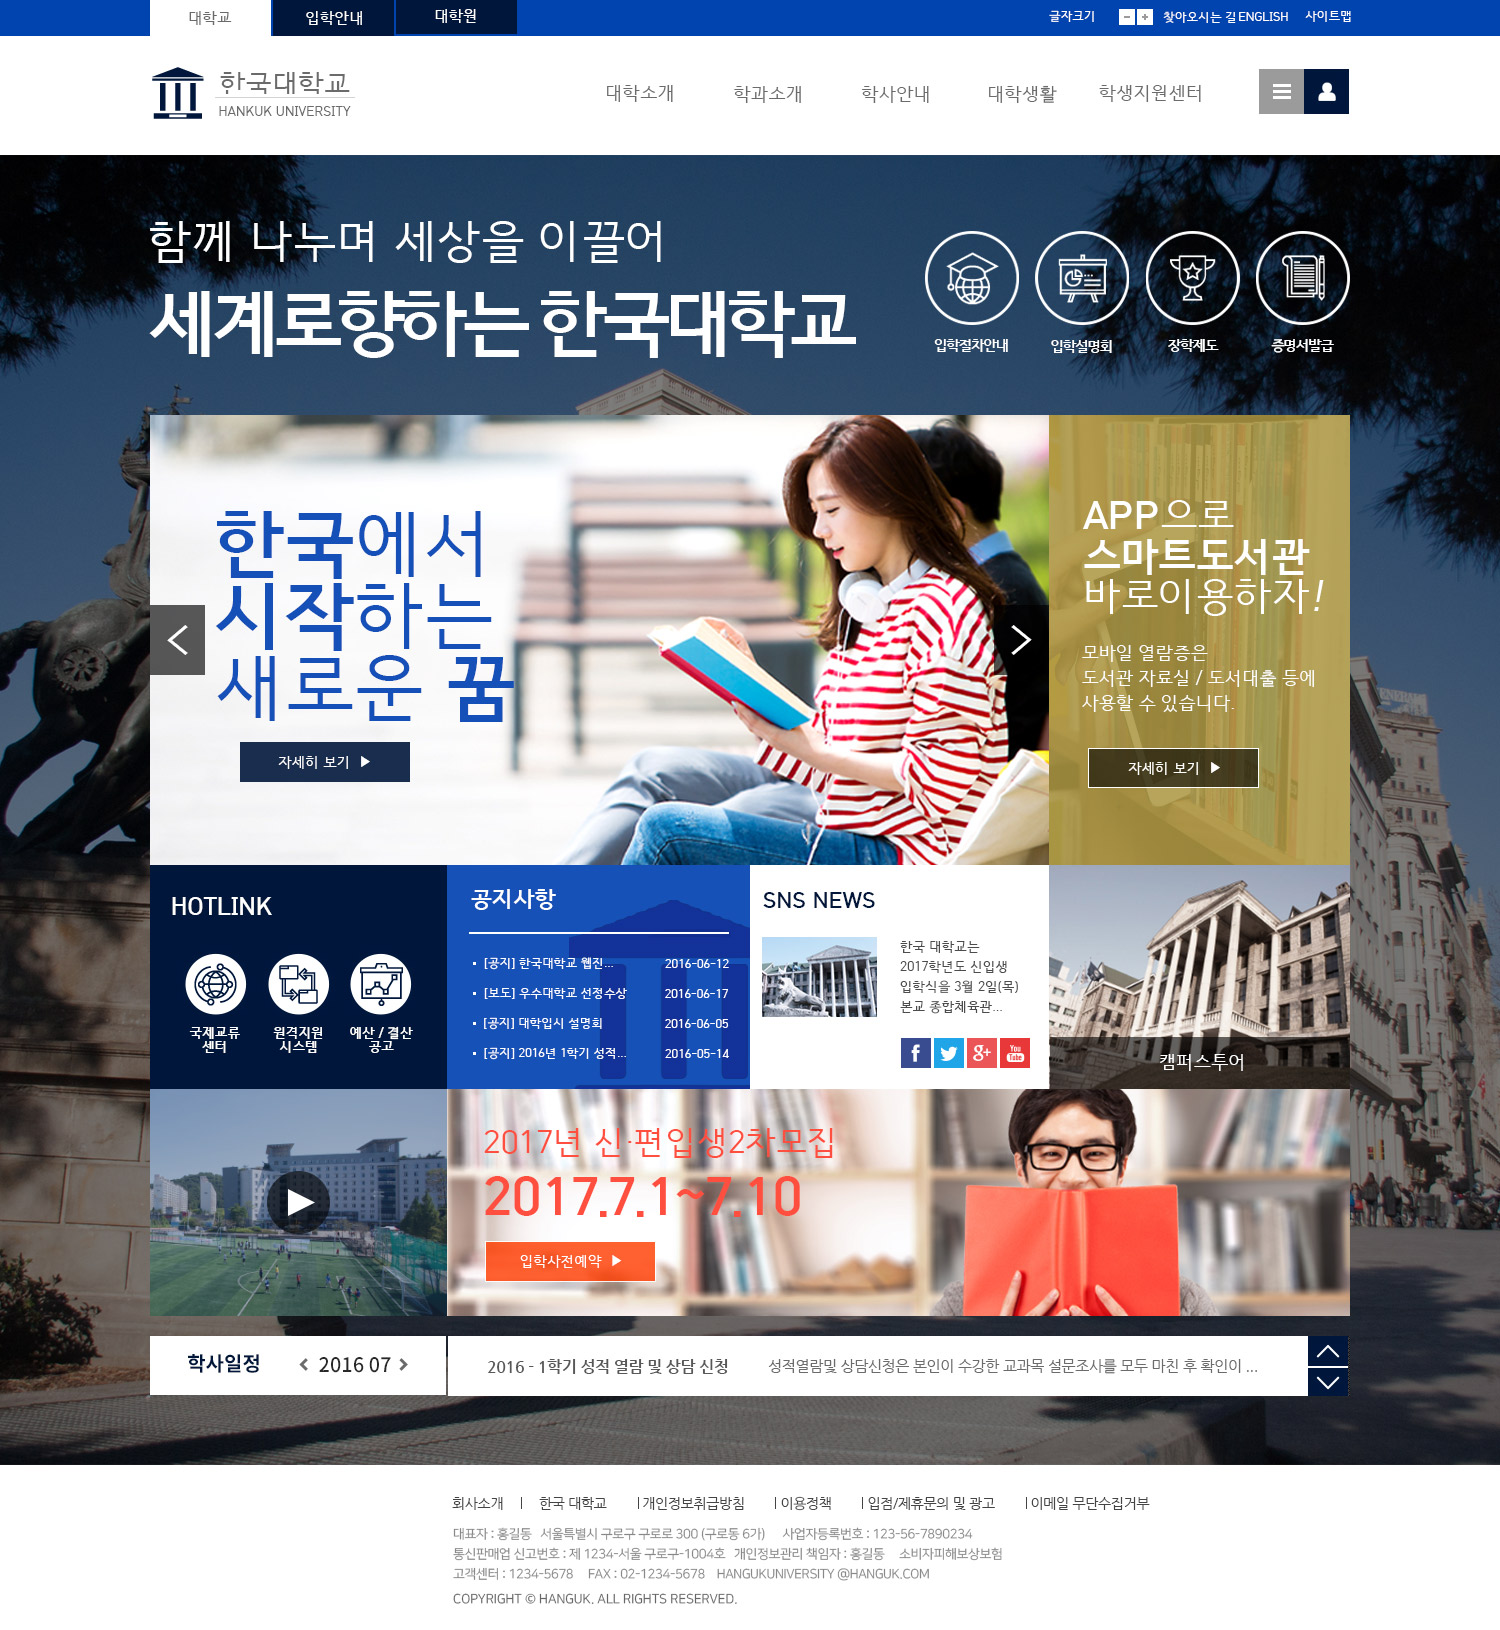 대학교
입학안내
대학원
글자크기
찾아오시는 길 ENGLISH
사이트맵
한국대학교
HANKUK UNIVERSITY
대학소개
학과소개
학사안내
대학생활
학생지원센터
함께 나누며 세상을 이끌어
세계로향하는 한국대학교
입학절차안내
입학설명회
장학제도
증명서발급
한국에서
시작하는
새로운 꿈
자세히 보기
APP으로
스마트도서관
바로이용하자!
모바일 열람증은
도서관 자료실 / 도서대출 등에
사용할 수 있습니다.
자세히 보기
HOTLINK
국제교류
센터
원격지원
시스템
예산 / 결산
공고
공지사항
[공지] 한국대학교 웹진... 2016-06-12
[보도] 우수대학교 선정수상 2016-06-17
[공지] 대학입시 설명회 2016-06-05
[공지] 2016년 1학기 성적... 2016-05-14
SNS NEWS
한국 대학교는
2017학년도 신입생
입학식을 3월 2일(목)
본교 종합체육관...
f
g+
You Tube
캠퍼스투어
2017년 신·편입생2차모집
2017.7.1~7.10
입학사전예약
학사일정
2016 07
2016 - 1학기 성적 열람 및 상담 신청
성적열람및 상담신청은 본인이 수강한 교과목 설문조사를 모두 마친 후 확인이 ...
회사소개 | 한국 대학교 | 개인정보취급방침 | 이용정책 | 입점/제휴문의 및 광고 | 이메일 무단수집거부
대표자 : 홍길동 서울특별시 구로구 구로로 300 (구로동 6가) 사업자등록번호 : 123-56-7890234
통신판매업 신고번호 : 제 1234-서울 구로구-1004호 개인정보관리 책임자 : 홍길동 소비자피해보상보험
고객센터 : 1234-5678 FAX : 02-1234-5678 HANGUKUNIVERSITY @HANGUK.COM
COPYRIGHT © HANGUK. ALL RIGHTS RESERVED.